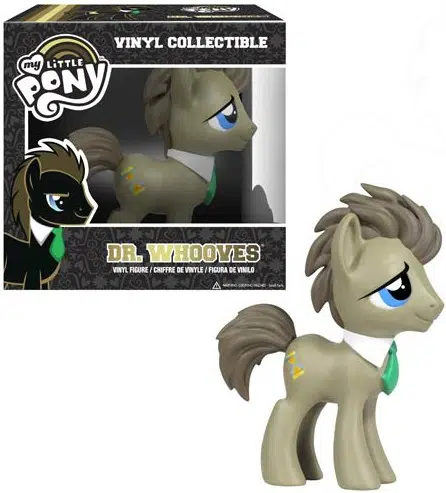 my LiTTLE
PONY
VINYL COLLECTIBLE
DR. WHOOVES
VINYL FIGURE / CHIFFRE DE VINYLE / FIGURA DE VINILO